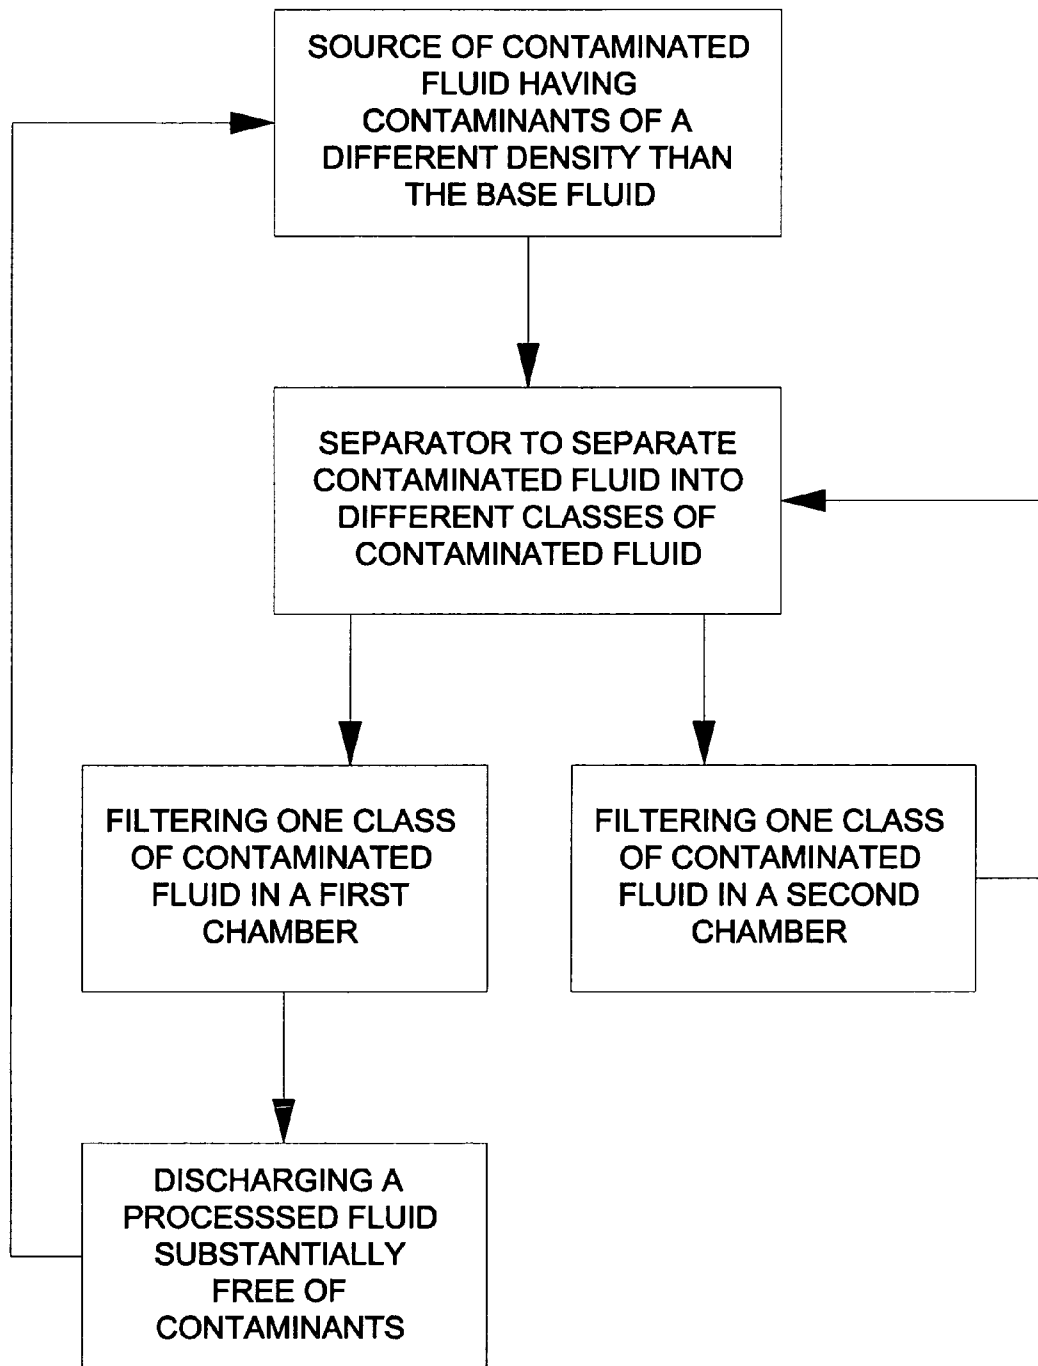 SOURCE OF CONTAMINATED
FLUID HAVING
CONTAMINANTS OF A
DIFFERENT DENSITY THAN
THE BASE FLUID
SEPARATOR TO SEPARATE
CONTAMINATED FLUID INTO
DIFFERENT CLASSES OF
CONTAMINATED FLUID
FILTERING ONE CLASS
OF CONTAMINATED
FLUID IN A FIRST
CHAMBER
FILTERING ONE CLASS
OF CONTAMINATED
FLUID IN A SECOND
CHAMBER
DISCHARGING A
PROCESSSED FLUID
SUBSTANTIALLY
FREE OF
CONTAMINANTS